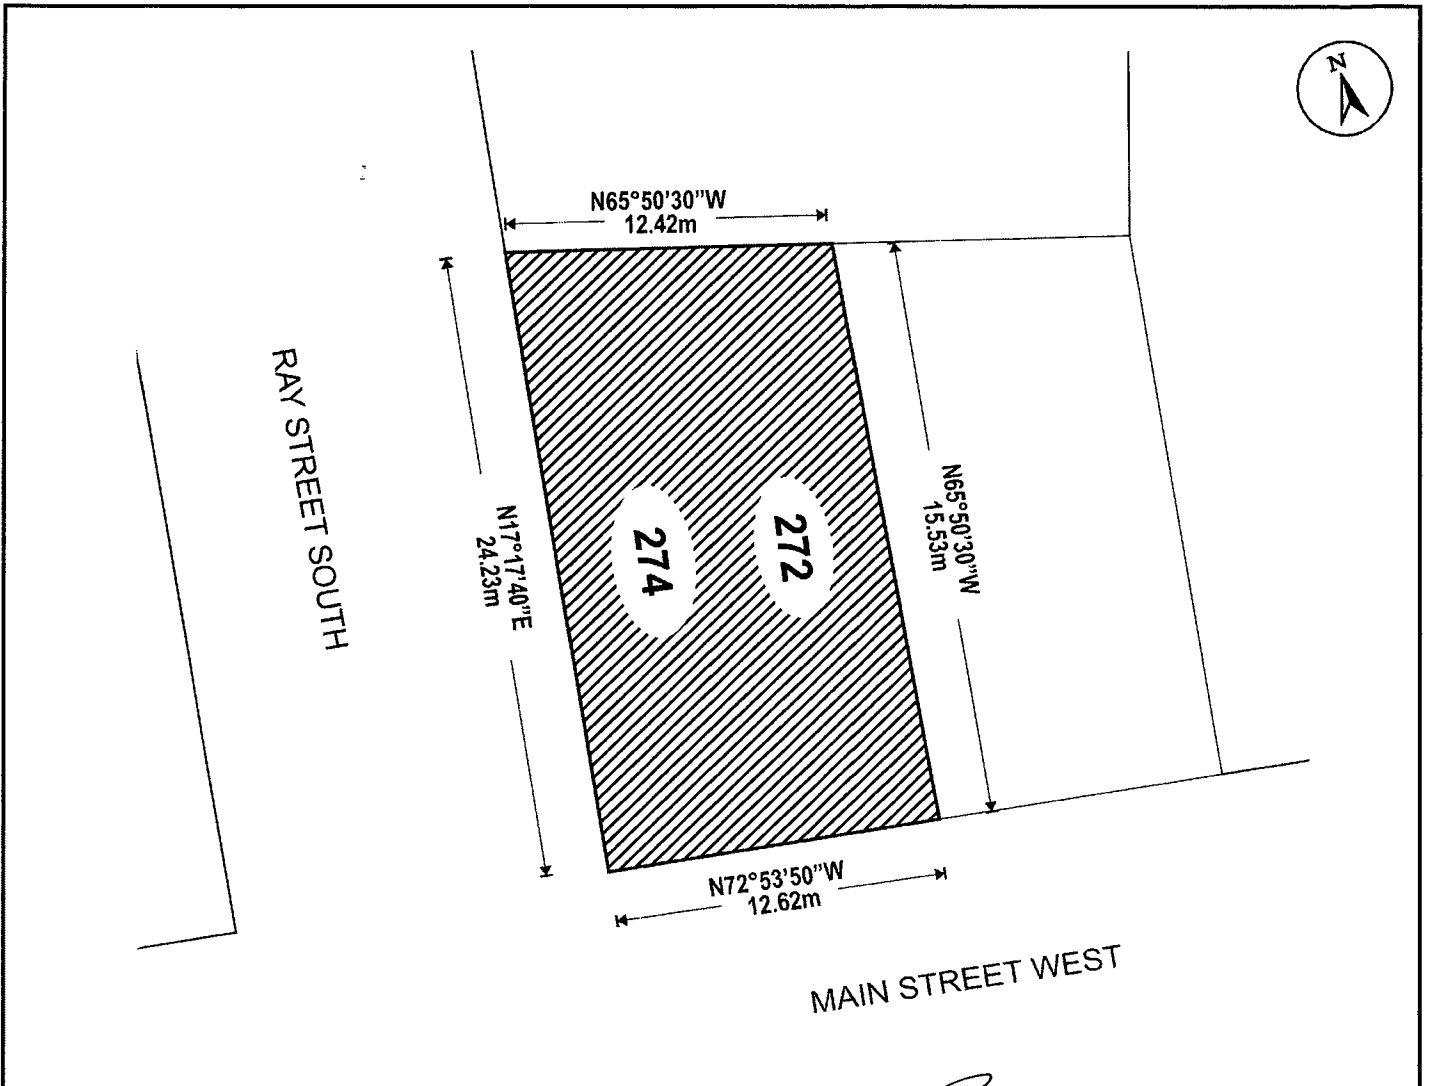 N
N65°50'30"W
12.42m
RAY STREET SOUTH
N17°17'40"E
24.23m
274
272
N65°50'30"W
15.53m
N72°53'50"W
12.62m
MAIN STREET WEST